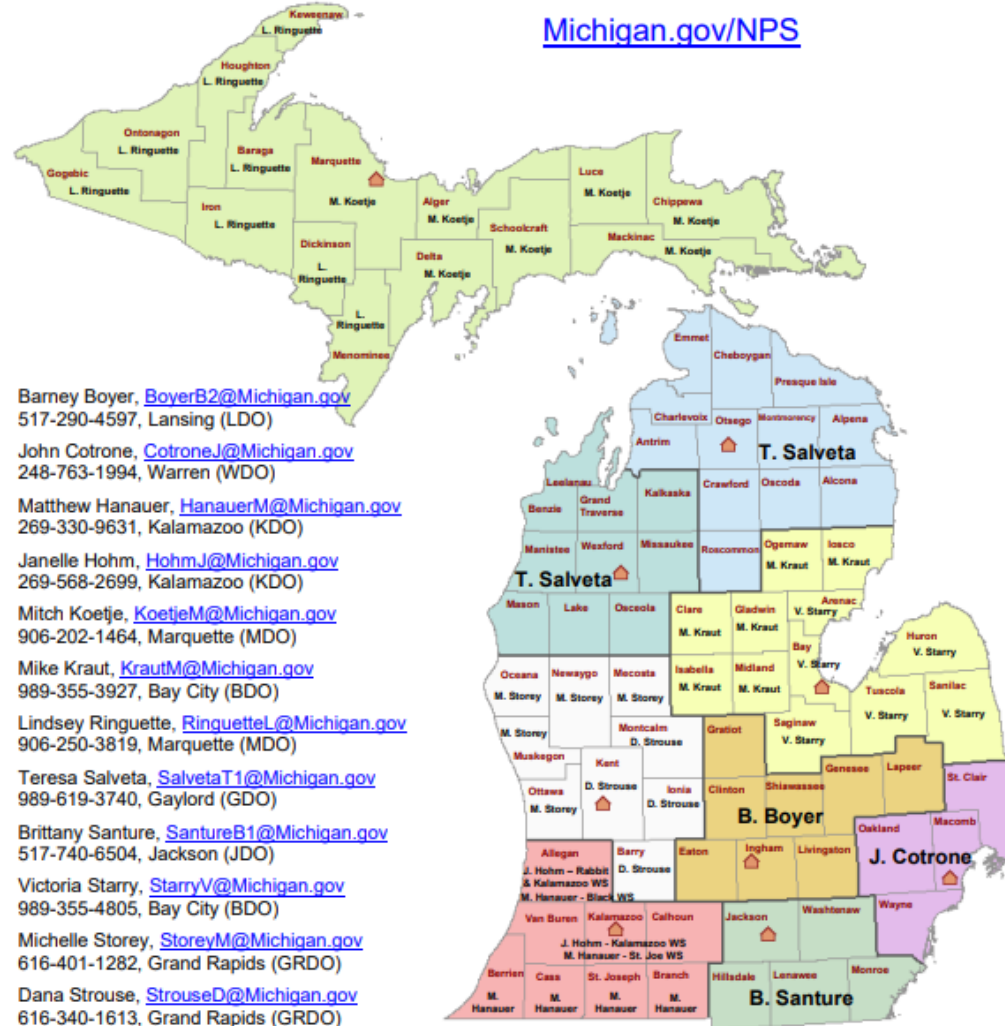 Michigan.gov/NPS
Keweenaw
L. Ringuette
Houghton
L. Ringuette
Ontonagon
L. Ringuette
Baraga
L. Ringuette
Marquette
M. Koetje
Gogebic
L. Ringuette
Iron
L. Ringuette
Dickinson
L.
Ringuette
L.
Ringuette
Menominee
Alger
M. Koetje
Delta
M. Koetje
Schoolcraft
M. Koetje
Luce
M. Koetje
Chippewa
M. Koetje
Mackinac
M. Koetje
Barney Boyer, BoyerB2@Michigan.gov
517-290-4597, Lansing (LDO)
John Cotrone, CotroneJ@Michigan.gov
248-763-1994, Warren (WDO)
Matthew Hanauer, HanauerM@Michigan.gov
269-330-9631, Kalamazoo (KDO)
Janelle Hohm, HohmJ@Michigan.gov
269-568-2699, Kalamazoo (KDO)
Mitch Koetje, KoetjeM@Michigan.gov
906-202-1464, Marquette (MDO)
Mike Kraut, KrautM@Michigan.gov
989-355-3927, Bay City (BDO)
Lindsey Ringuette, RinguetteL@Michigan.gov
906-250-3819, Marquette (MDO)
Teresa Salveta, SalvetaT1@Michigan.gov
989-619-3740, Gaylord (GDO)
Brittany Santure, SantureB1@Michigan.gov
517-740-6504, Jackson (JDO)
Victoria Starry, StarryV@Michigan.gov
989-355-4805, Bay City (BDO)
Michelle Storey, StoreyM@Michigan.gov
616-401-1282, Grand Rapids (GRDO)
Dana Strouse, StrouseD@Michigan.gov
616-340-1613, Grand Rapids (GRDO)
Emmet
Cheboygan
Presque Isle
Charlevoix
Otsego
Montmorency
Alpena
Antrim
T. Salveta
Crawford
Oscoda
Alcona
Roscommon
Leelanau
Benzie
Grand
Traverse
Kalkaska
Manistee
Wexford
Missaukee
T. Salveta
Mason
Lake
Osceola
Ogemaw
M. Kraut
Iosco
M. Kraut
Clare
M. Kraut
Gladwin
M. Kraut
Arenac
V. Starry
Isabella
M. Kraut
Midland
M. Kraut
Bay
V. Starry
Huron
V. Starry
Tuscola
V. Starry
Sanilac
V. Starry
Saginaw
V. Starry
Oceana
M. Storey
Newaygo
M. Storey
Mecosta
M. Storey
M. Storey
Muskegon
Montcalm
D. Strouse
Kent
D. Strouse
Ottawa
M. Storey
Ionia
D. Strouse
Barry
D. Strouse
Gratiot
Clinton
Shiawassee
Genesee
Lapeer
B. Boyer
Eaton
Ingham
Livingston
St. Clair
Oakland
Macomb
J. Cotrone
Wayne
Allegan
J. Hohm – Rabbit
& Kalamazoo WS
M. Hanauer - Black WS
Van Buren
Kalamazoo
Calhoun
J. Hohm - Kalamazoo WS
M. Hanauer - St. Joe WS
Berrien
M.
Hanauer
Cass
M.
Hanauer
St. Joseph
M.
Hanauer
Branch
M.
Hanauer
Jackson
Washtenaw
Hillsdale
Lenawee
Monroe
B. Santure